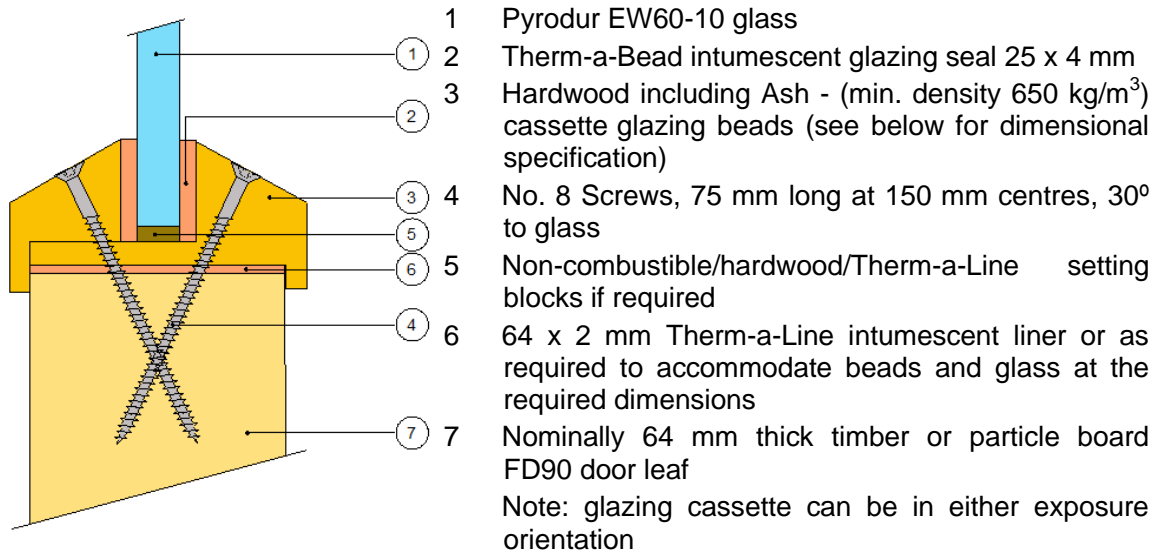 1 Pyrodur EW60-10 glass
1 2 Therm-a-Bead intumescent glazing seal 25 x 4 mm
3 Hardwood including Ash - (min. density 650 kg/m³)
2 cassette glazing beads (see below for dimensional
specification)
3 4 No. 8 Screws, 75 mm long at 150 mm centres, 30º
to glass
5
6 5 Non-combustible/hardwood/Therm-a-Line setting
blocks if required
4 6 64 x 2 mm Therm-a-Line intumescent liner or as
required to accommodate beads and glass at the
required dimensions
7 7 Nominally 64 mm thick timber or particle board
FD90 door leaf
Note: glazing cassette can be in either exposure
orientation